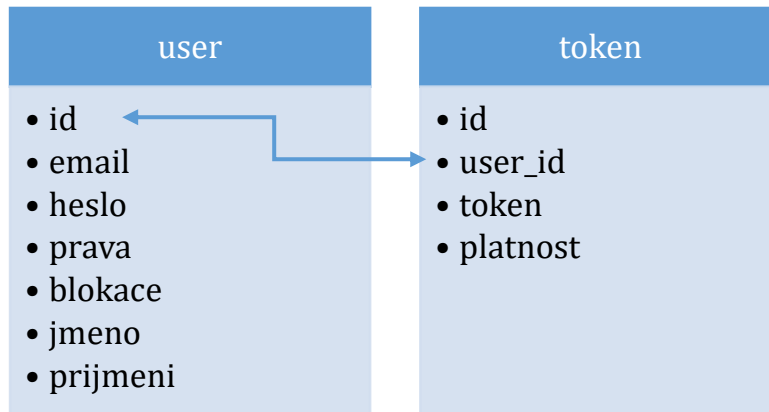 user
• id
• email
• heslo
• prava
• blokace
• jmeno
• prijmeni
token
• id
• user_id
• token
• platnost